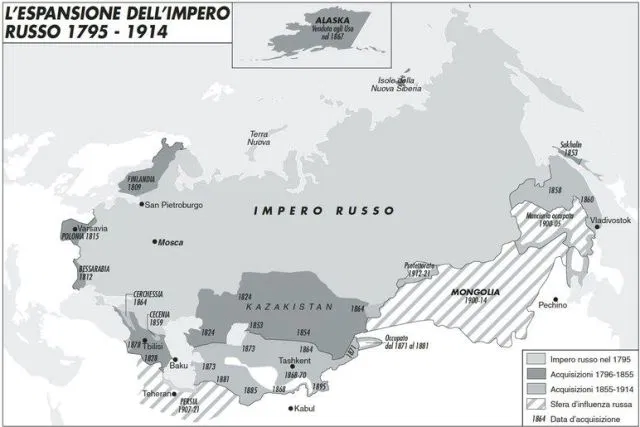 L'ESPANSIONE DELL'IMPERO
RUSSO 1795 - 1914
ALASKA
Venduta agli Usa
nel 1867
Isole della
Nuova Siberia
Terra
Nuova
Sakhalin
1853
FINLANDIA
1809
San Pietroburgo
1858
1860
IMPERO RUSSO
Manciuria occupata
1900-05
Vladivostok
Varsavia
POLONIA 1815
Mosca
BESSARABIA
1812
Protettorato
1912-21
MONGOLIA
1900-14
Pechino
CERCHESSIA
1864
CECENIA
1859
1824
KAZAKISTAN
1864
1824
1853
1854
1878
Tbilisi
1828
1873
1864
1871
Occupato
dal 1871 al 1881
Baku
1873
Tashkent
1868-70
1881
1885
1868
1895
Teheran
PERSIA
1907-21
Kabul
Impero russo nel 1795
Acquisizioni 1796-1855
Acquisizioni 1855-1914
Sfera d'influenza russa
1864 Data d'acquisizione